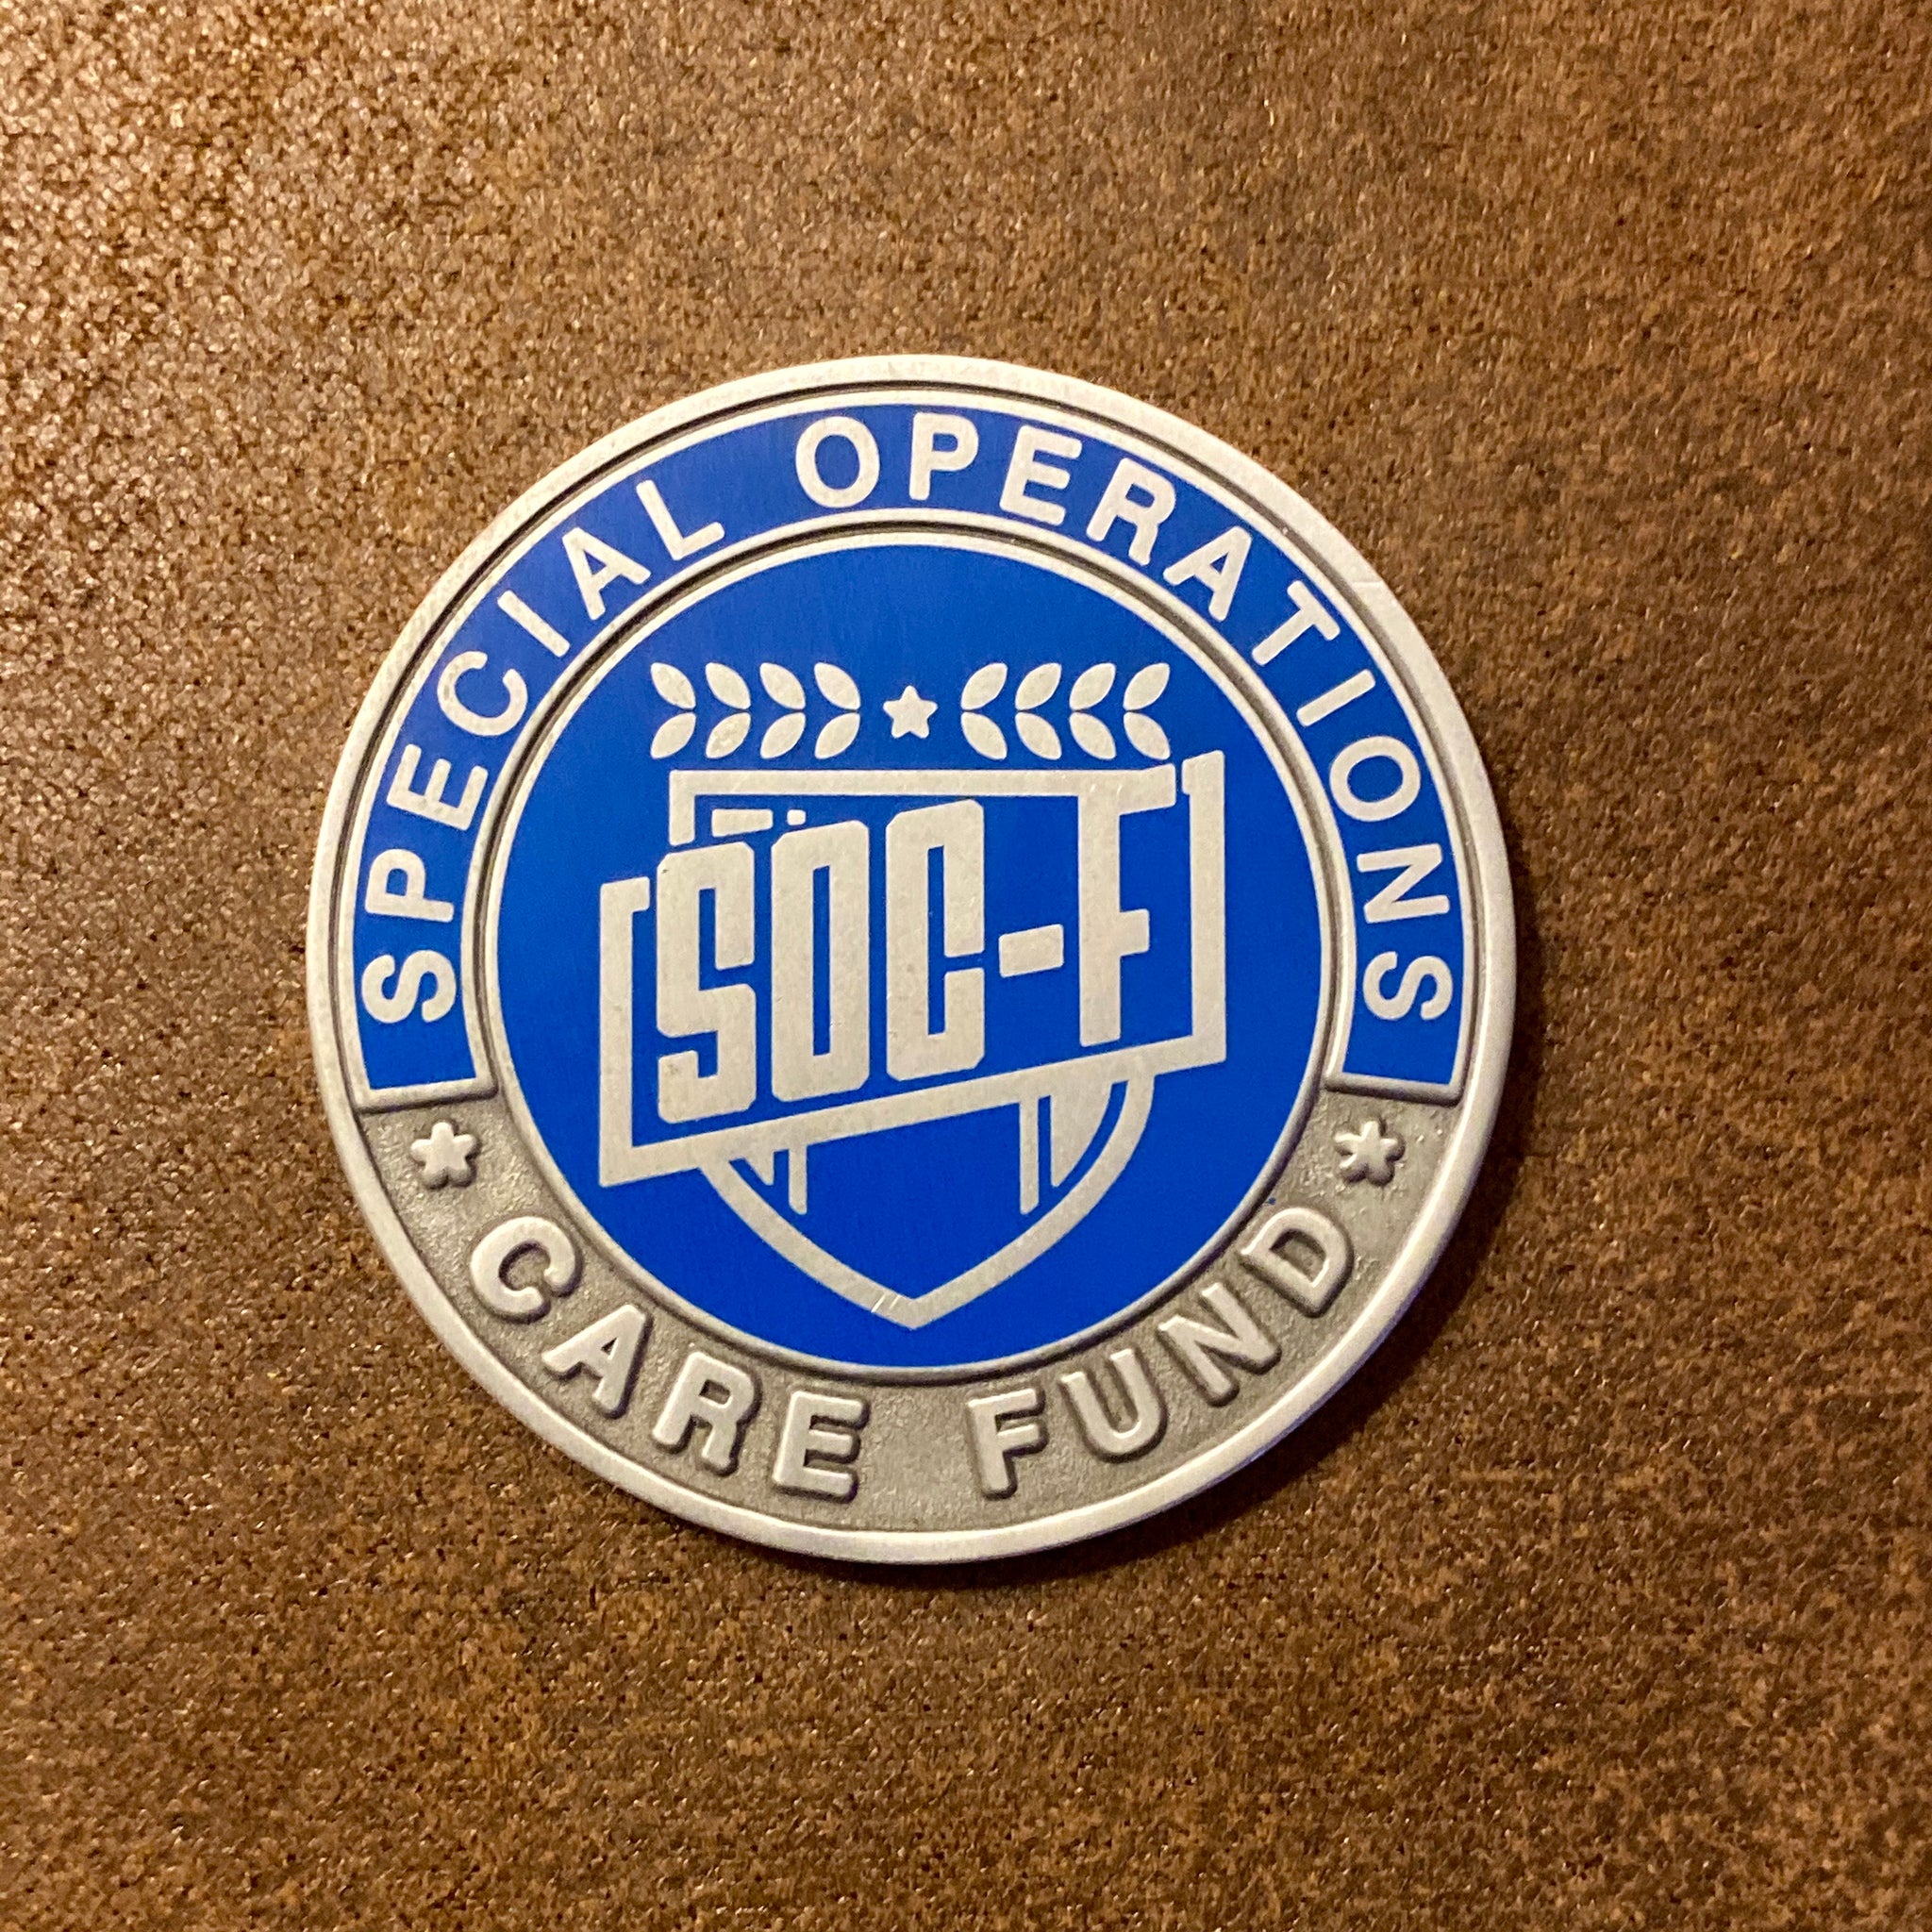 SPECIAL OPERATIONS
SOC-F
CARE FUND